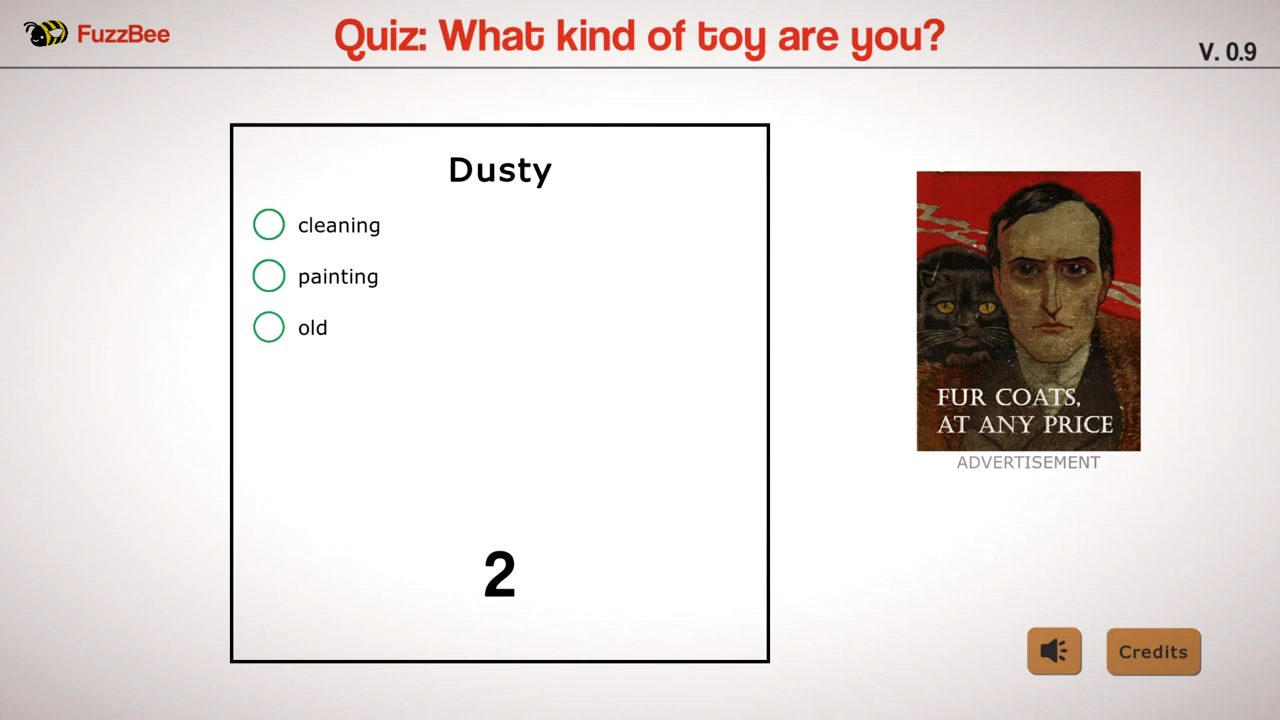 FuzzBee
Quiz: What kind of toy are you?
V. 0.9
Dusty
cleaning
painting
old
2
FUR COATS,
AT ANY PRICE
ADVERTISEMENT
Credits